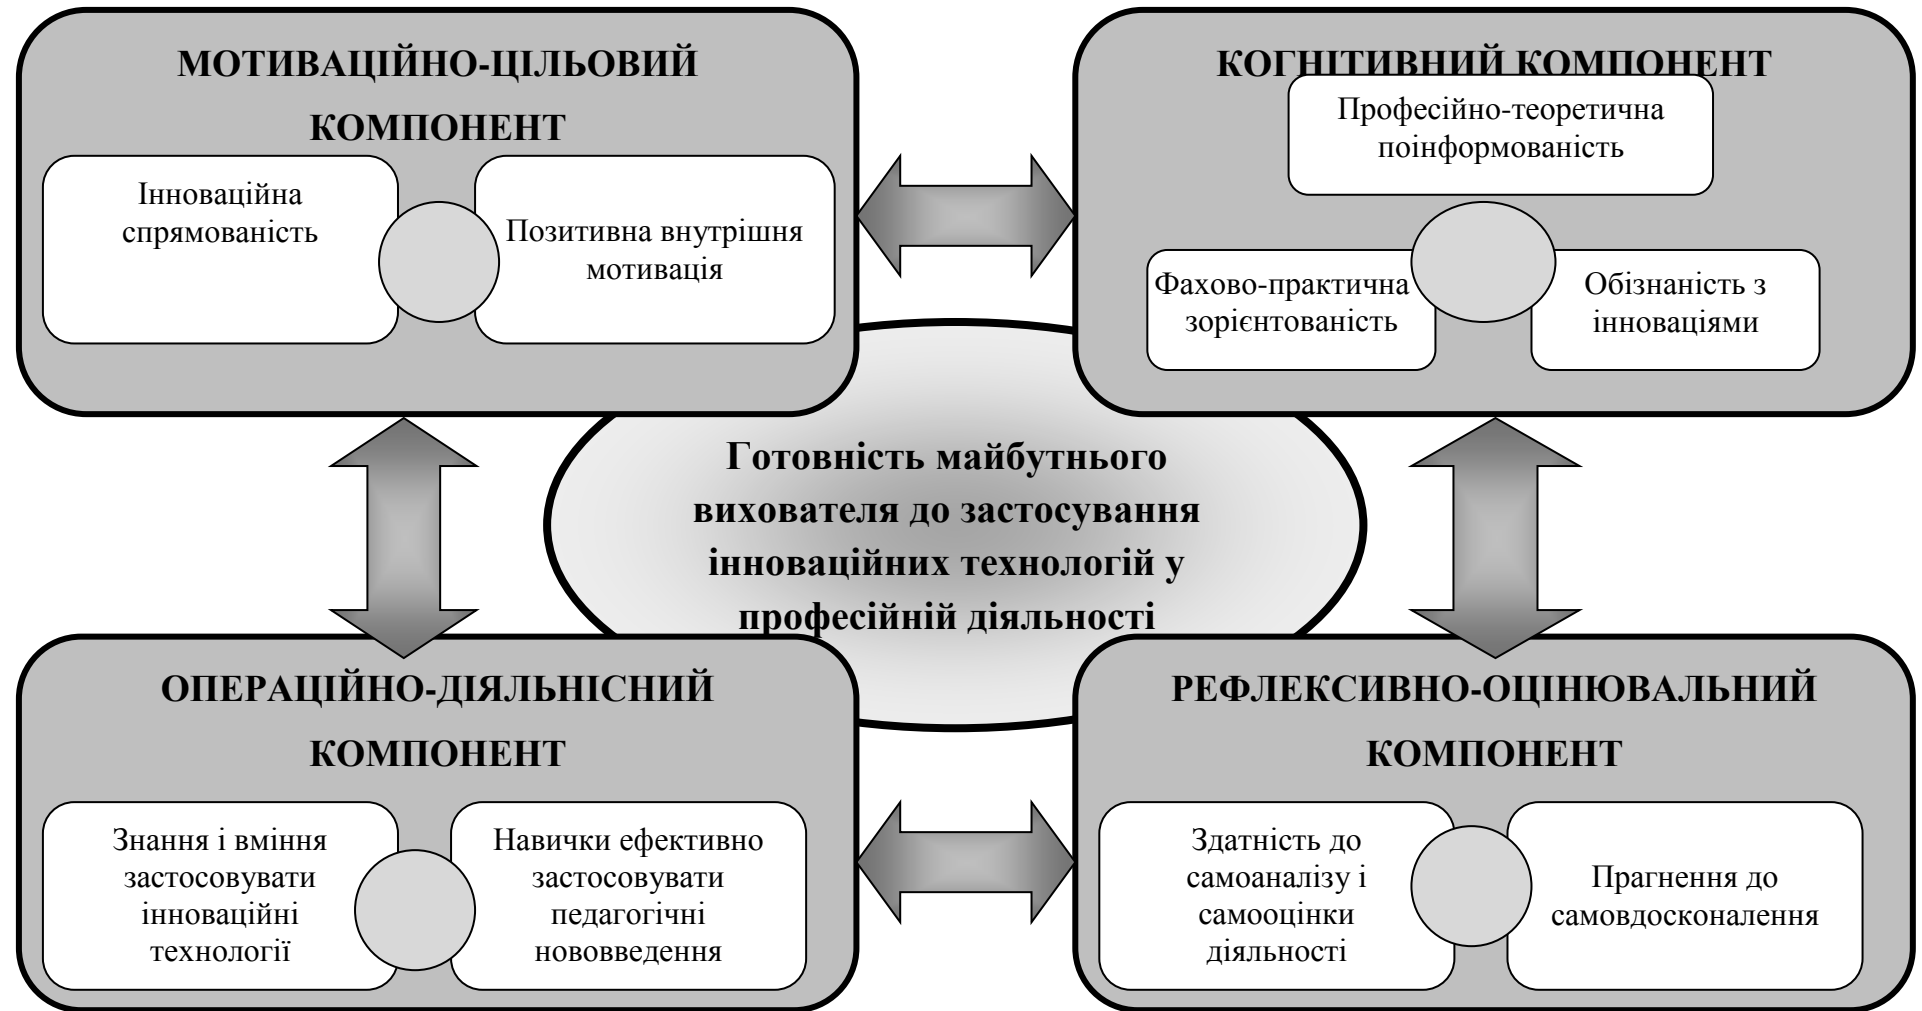 МОТИВАЦІЙНО-ЦІЛЬОВИЙ
КОМПОНЕНТ
Інноваційна
спрямованість
Позитивна внутрішня
мотивація
КОГНІТИВНИЙ КОМПОНЕНТ
Професійно-теоретична
поінформованість
Фахово-практична
зорієнтованість
Обізнаність з
інноваціями
Готовність майбутнього
вихователя до застосування
інноваційних технологій у
професійній діяльності
ОПЕРАЦІЙНО-ДІЯЛЬНІСНИЙ
КОМПОНЕНТ
Знання і вміння
застосовувати
інноваційні
технології
Навички ефективно
застосовувати
педагогічні
нововведення
РЕФЛЕКСИВНО-ОЦІНЮВАЛЬНИЙ
КОМПОНЕНТ
Здатність до
самоаналізу і
самооцінки
діяльності
Прагнення до
самовдосконалення